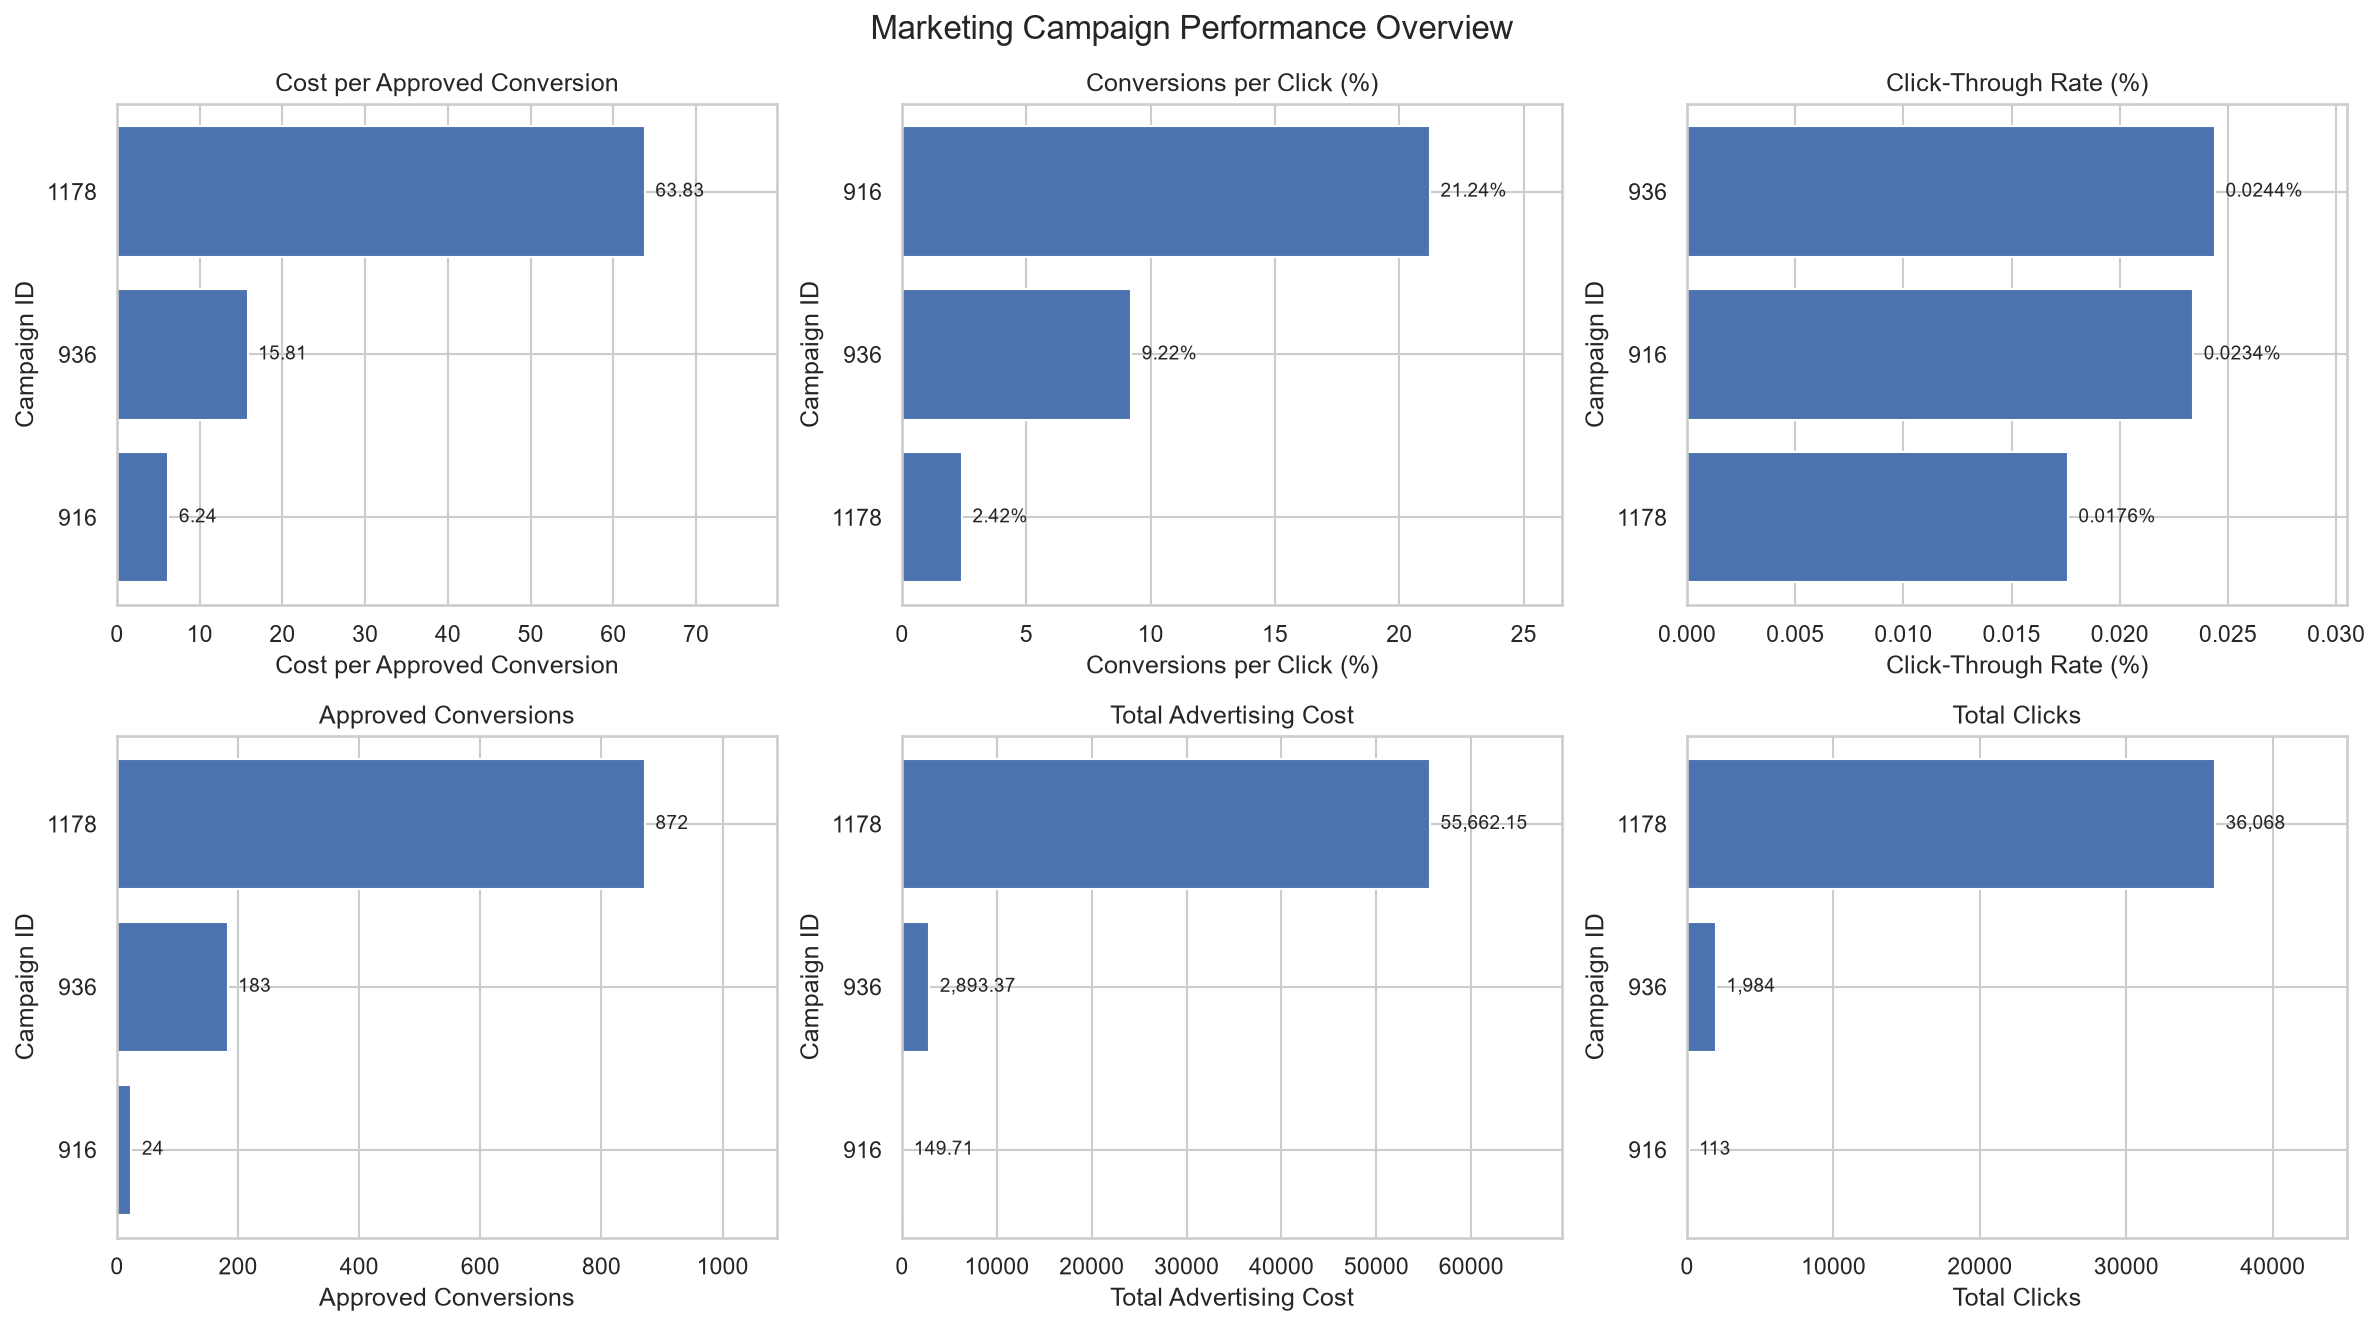 Marketing Campaign Performance Overview
Cost per Approved Conversion
Campaign ID
1178
63.83
936
15.81
916
6.24
0 10 20 30 40 50 60 70
Cost per Approved Conversion
Conversions per Click (%)
Campaign ID
916
21.24%
936
9.22%
1178
2.42%
0 5 10 15 20 25
Conversions per Click (%)
Click-Through Rate (%)
Campaign ID
936
0.0244%
916
0.0234%
1178
0.0176%
0.000 0.005 0.010 0.015 0.020 0.025 0.030
Click-Through Rate (%)
Approved Conversions
Campaign ID
1178
872
936
183
916
24
0 200 400 600 800 1000
Approved Conversions
Total Advertising Cost
Campaign ID
1178
55,662.15
936
2,893.37
916
149.71
0 10000 20000 30000 40000 50000 60000
Total Advertising Cost
Total Clicks
Campaign ID
1178
36,068
936
1,984
916
113
0 10000 20000 30000 40000
Total Clicks